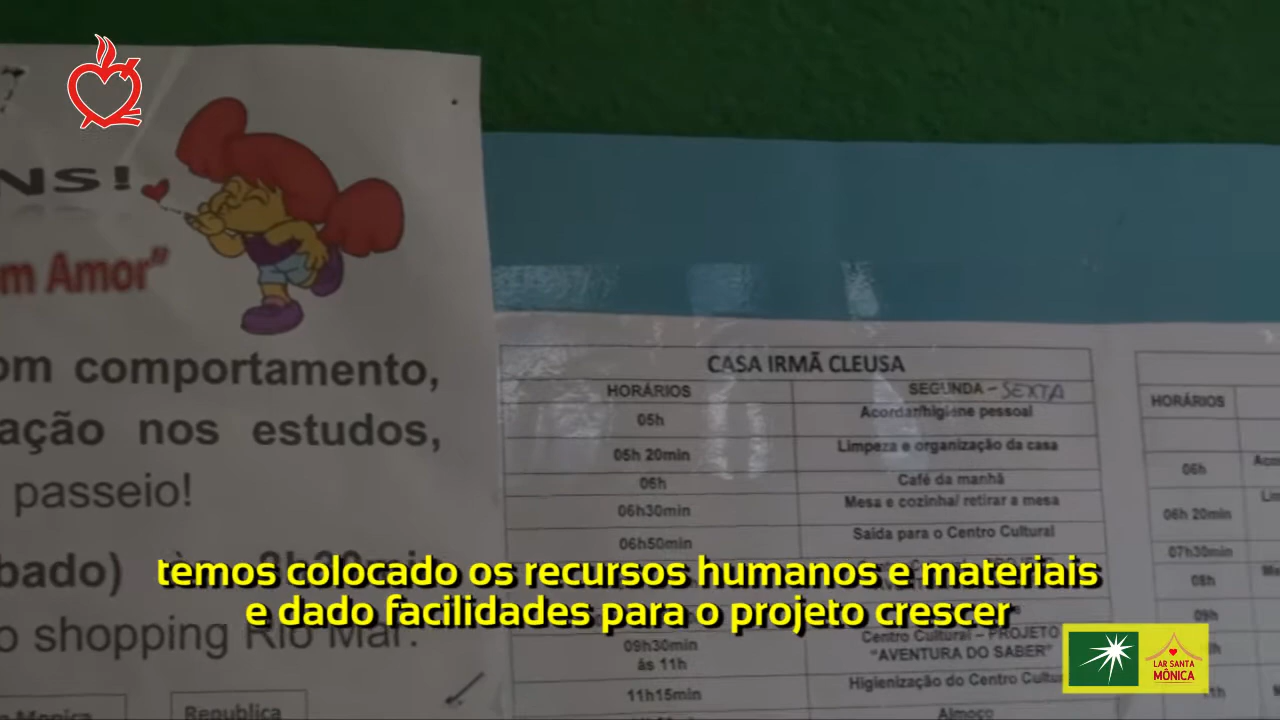 NS!
m Amor”
om comportamento,
ação nos estudos,
passeio!
bado)
o shopping Rio Mar.
Republica
CASA IRMÃ CLEUSA
HORÁRIOS SEGUNDA – SEXTA
05h Acordar/higiene pessoal
05h 20min Limpeza e organização da casa
06h Café da manhã
06h30min Mesa e cozinha/ retirar a mesa
06h50min Saída para o Centro Cultural
09h30min
às 11h
Centro Cultural – PROJETO
“AVENTURA DO SABER”
11h15min Higienização do Centro Cultu
Almoço
HORÁRIOS
06h
06h 20min
07h30min
08h
09h
temos colocado os recursos humanos e materiais
e dado facilidades para o projeto crescer
LAR SANTA
MÔNICA